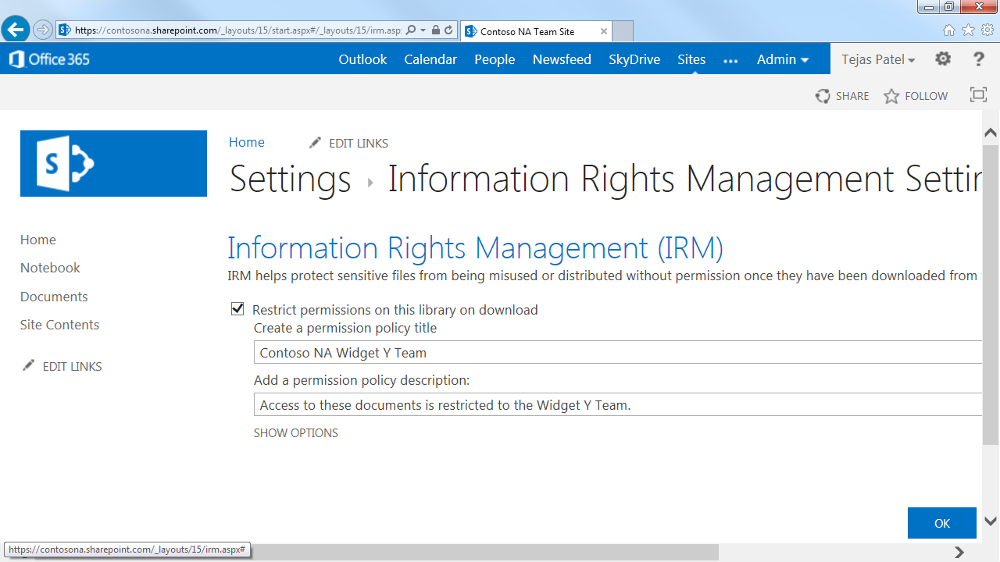 https://contosona.sharepoint.com/_layouts/15/start.aspx#/_layouts/15/irm.asp
Contoso NA Team Site
Office 365
Outlook Calendar People Newsfeed SkyDrive Sites ... Admin
Tejas Patel
?
SHARE FOLLOW
S
Home EDIT LINKS
Settings Information Rights Management
Home
Notebook
Documents
Site Contents
EDIT LINKS
Information Rights Management (IRM)
IRM helps protect sensitive files from being misused or distributed without permission once they have been downloaded from
Restrict permissions on this library on download
Create a permission policy title
Contoso NA Widget Y Team
Add a permission policy description:
Access to these documents is restricted to the Widget Y Team.
SHOW OPTIONS
OK
https://contosona.sharepoint.com/_layouts/15/irm.aspx#